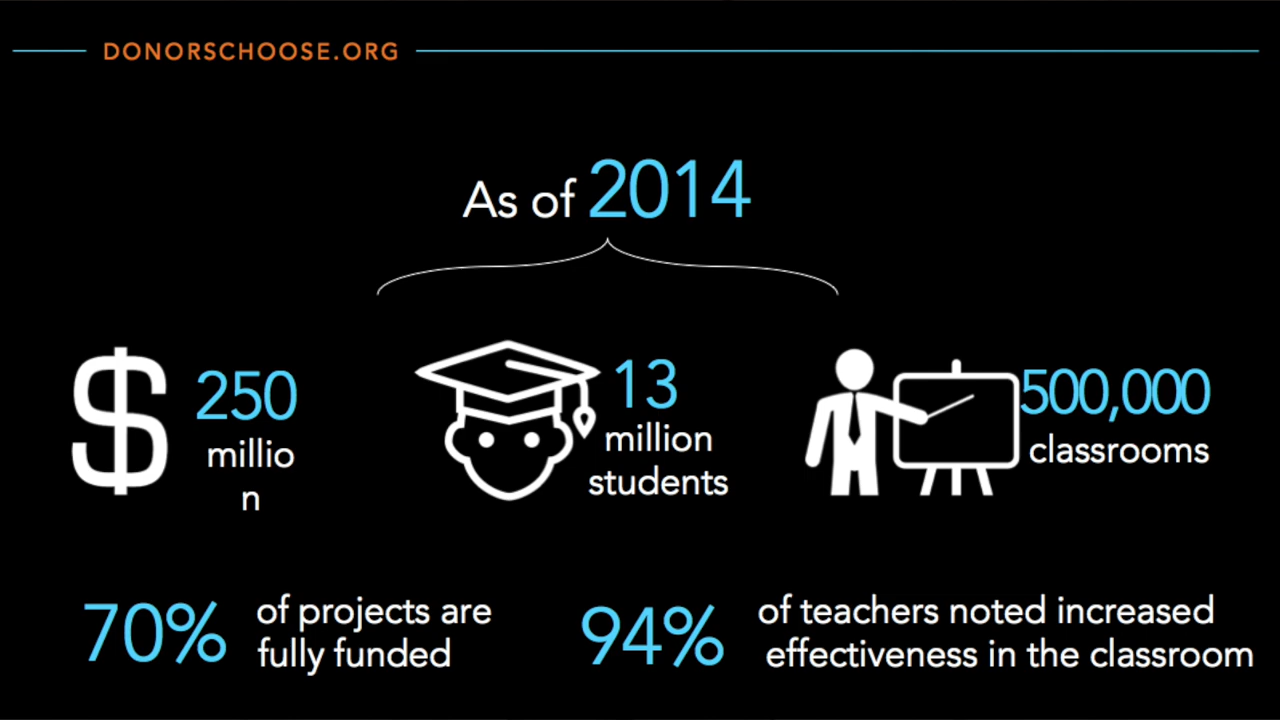 DONORSCHOOSE.ORG
As of 2014
$ 250
millio
n
13
million
students
500,000
classrooms
70% of projects are
fully funded
94% of teachers noted increased
effectiveness in the classroom